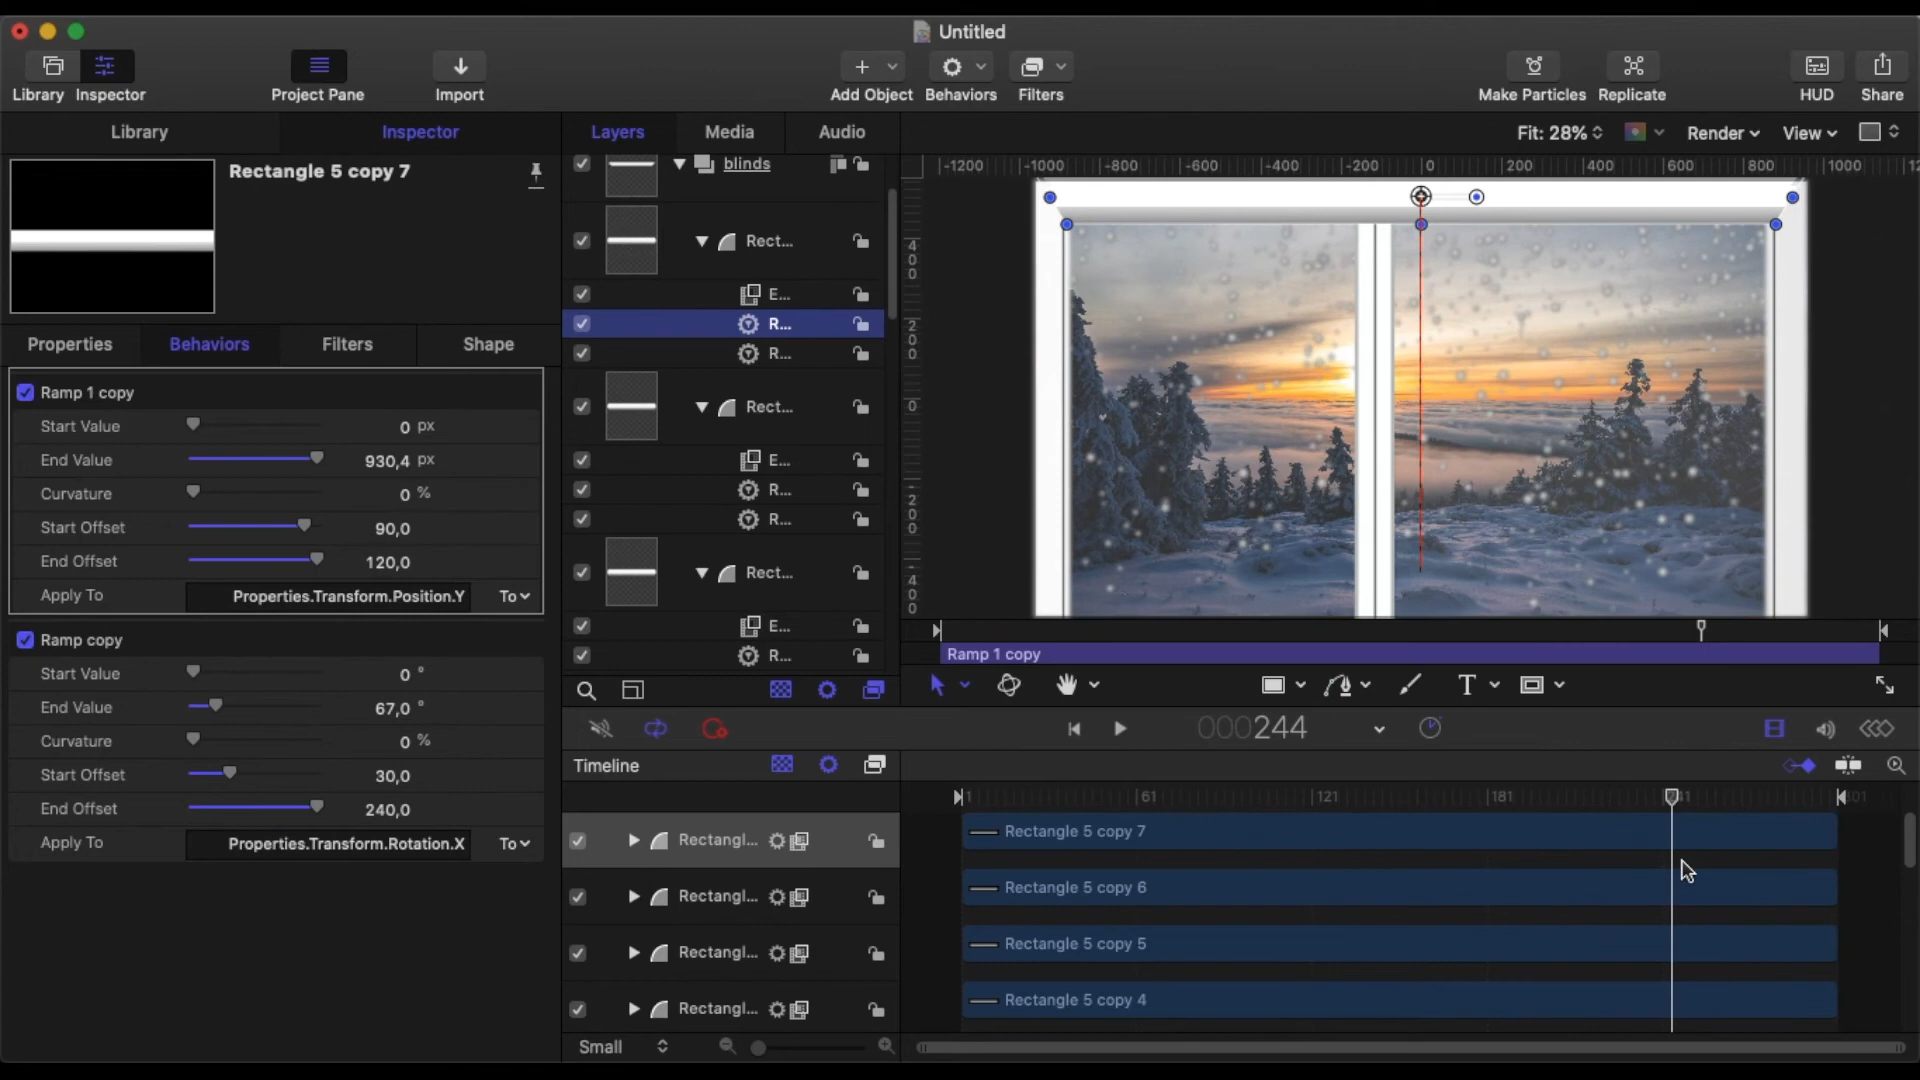 Untitled
Library Inspector Project Pane Import Add Object Behaviors Filters Make Particles Replicate HUD Share
Library Inspector Layers Media Audio Fit: 28% Render View
Rectangle 5 copy 7
blinds
-1200 -1000 -800 -600 -400 -200 0 200 400 600 800 1000
400
200
0
-200
-400
Rect...
E...
R...
R...
Rect...
E...
R...
R...
Rect...
E...
R...
Properties Behaviors Filters Shape
Ramp 1 copy
Start Value 0 px
End Value 930,4 px
Curvature 0 %
Start Offset 90,0
End Offset 120,0
Apply To Properties.Transform.Position.Y To
Ramp copy
Start Value 0 °
End Value 67,0 °
Curvature 0 %
Start Offset 30,0
End Offset 240,0
Apply To Properties.Transform.Rotation.X To
Ramp 1 copy
T
000244
Timeline
1 61 121 181 301
Rectangl... Rectangle 5 copy 7
Rectangl... Rectangle 5 copy 6
Rectangl... Rectangle 5 copy 5
Rectangl... Rectangle 5 copy 4
Small